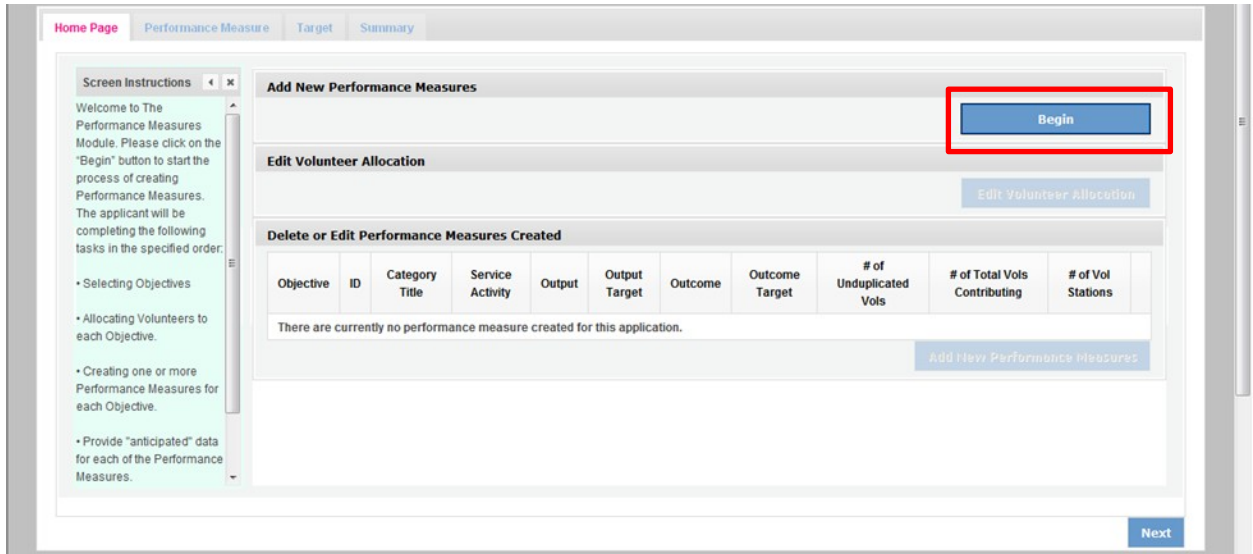 Home Page Performance Measure Target Summary
Screen Instructions
Welcome to The
Performance Measures
Module. Please click on the
"Begin" button to start the
process of creating
Performance Measures.
The applicant will be
completing the following
tasks in the specified order:
• Selecting Objectives
• Allocating Volunteers to
each Objective.
• Creating one or more
Performance Measures for
each Objective.
• Provide "anticipated" data
for each of the Performance
Measures.
Add New Performance Measures
Begin
Edit Volunteer Allocation
Edit Volunteer Allocation
Delete or Edit Performance Measures Created
Objective ID Category Title Service Activity Output Output Target Outcome Outcome Target # of Unduplicated Vols # of Total Vols Contributing # of Vol Stations
There are currently no performance measure created for this application.
Add New Performance Measures
Next